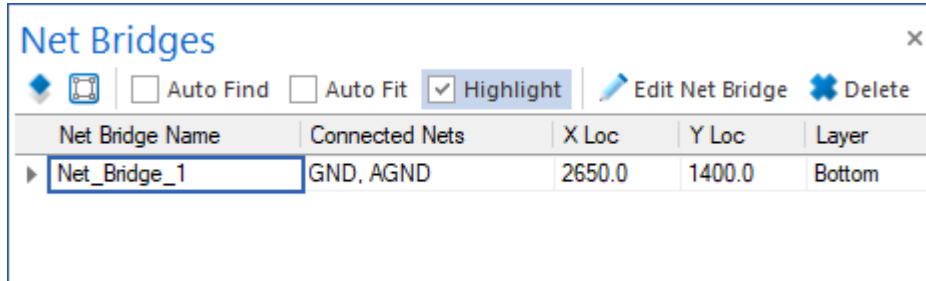 Net Bridges
Auto Find Auto Fit Highlight Edit Net Bridge Delete
Net Bridge Name Connected Nets X Loc Y Loc Layer
Net_Bridge_1 GND, AGND 2650.0 1400.0 Bottom